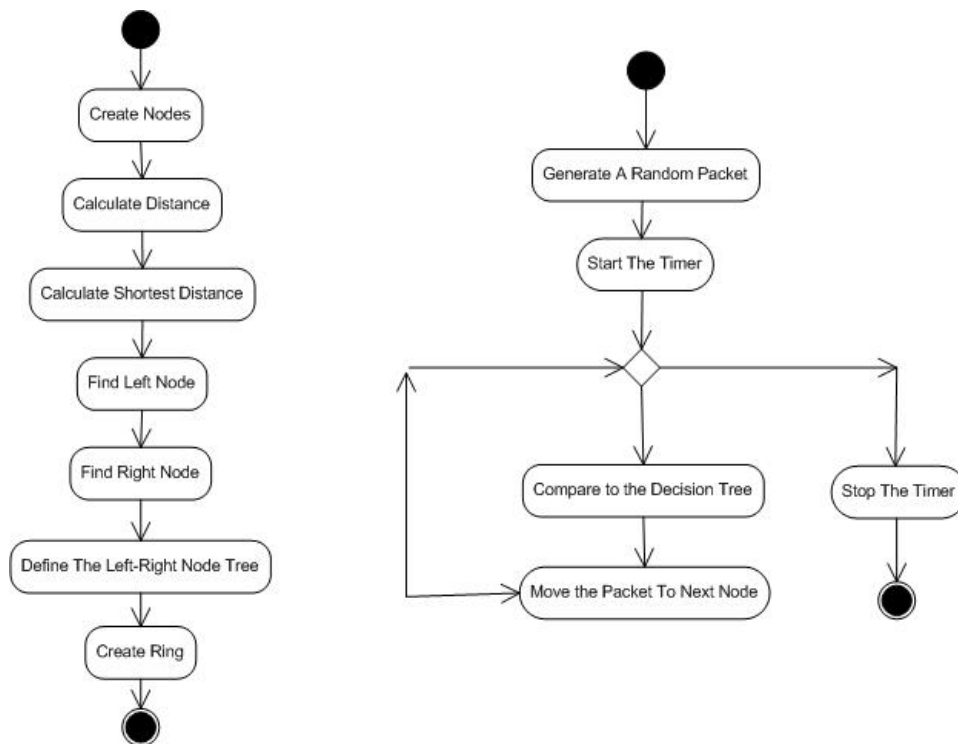 Create Nodes
Calculate Distance
Calculate Shortest Distance
Find Left Node
Find Right Node
Define The Left-Right Node Tree
Create Ring
Generate A Random Packet
Start The Timer
Compare to the Decision Tree
Move the Packet To Next Node
Stop The Timer